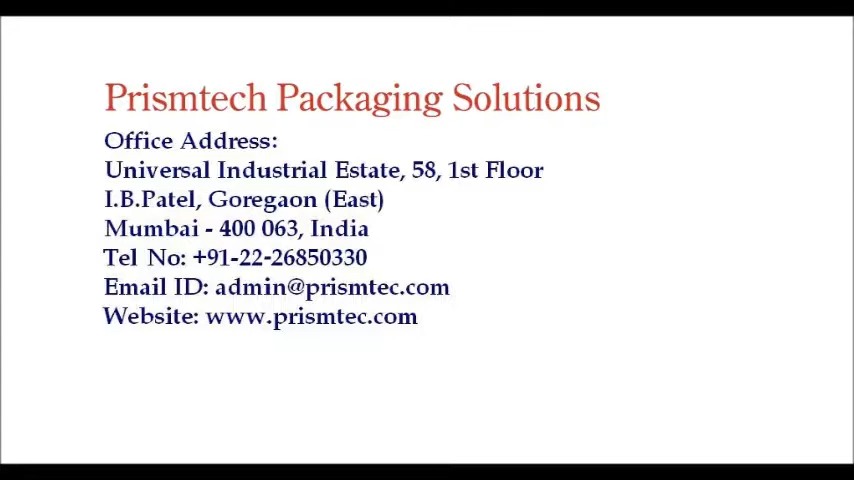 Prismtech Packaging Solutions
Office Address:
Universal Industrial Estate, 58, 1st Floor
I.B.Patel, Goregaon (East)
Mumbai - 400 063, India
Tel No: +91-22-26850330
Email ID: admin@prismtec.com
Website: www.prismtec.com